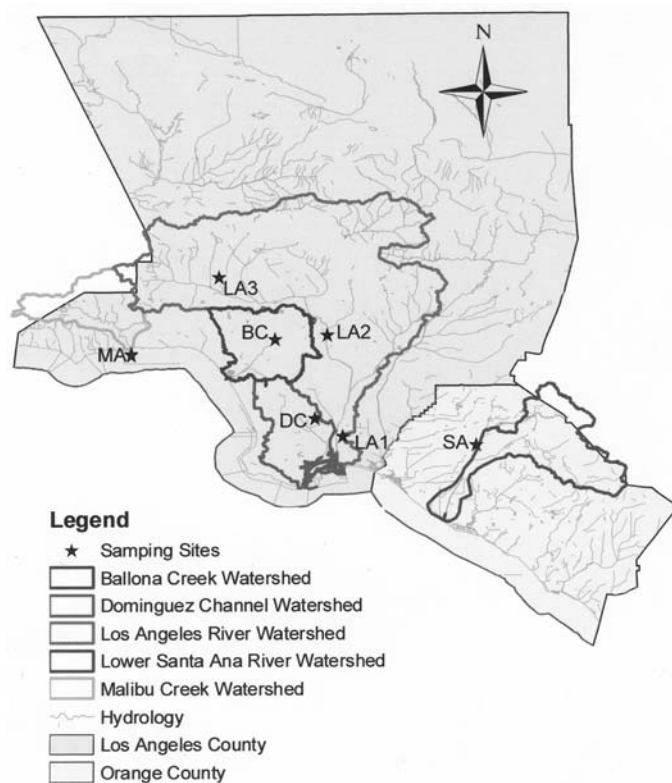 N
LA3
BC
LA2
MA
DC
LA1
SA
Legend
Samping Sites
Ballona Creek Watershed
Dominguez Channel Watershed
Los Angeles River Watershed
Lower Santa Ana River Watershed
Malibu Creek Watershed
Hydrology
Los Angeles County
Orange County